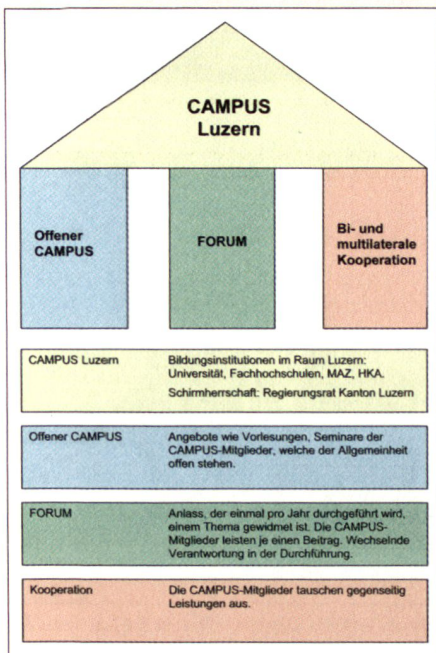 CAMPUS
Luzern
Offener
CAMPUS
FORUM
Bi- und
multilaterale
Kooperation
CAMPUS Luzern
Bildungsinstitutionen im Raum Luzern:
Universität, Fachhochschulen, MAZ, HKA.
Schirmherrschaft: Regierungsrat Kanton Luzern
Offener CAMPUS
Angebote wie Vorlesungen, Seminare der
CAMPUS-Mitglieder, welche der Allgemeinheit
offen stehen.
FORUM
Anlass, der einmal pro Jahr durchgeführt wird,
einem Thema gewidmet ist. Die CAMPUS-
Mitglieder leisten je einen Beitrag. Wechselnde
Verantwortung in der Durchführung.
Kooperation
Die CAMPUS-Mitglieder tauschen gegenseitig
Leistungen aus.